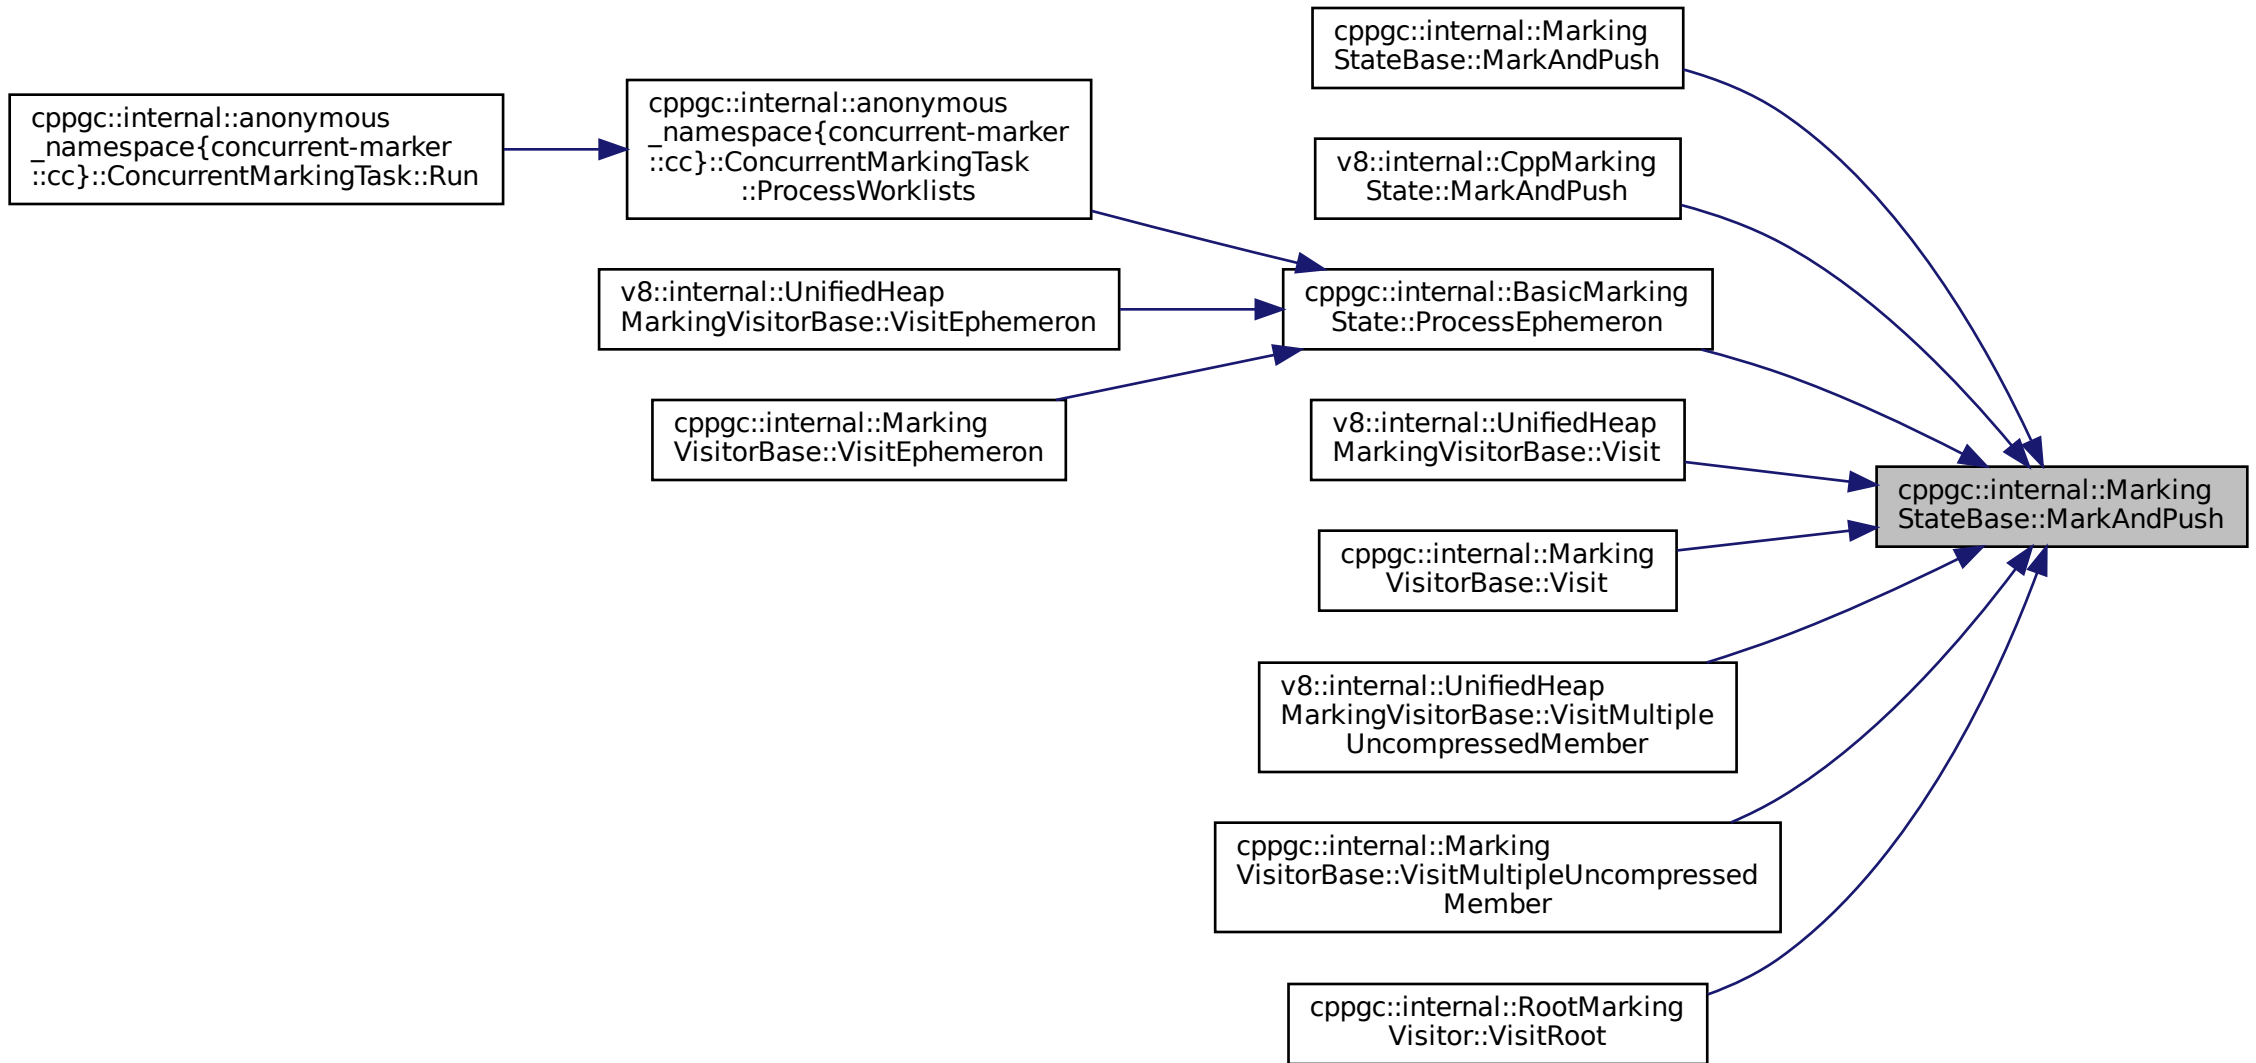 cppgc::internal::Marking
StateBase::MarkAndPush
cppgc::internal::anonymous
_namespace{concurrent-marker
::cc}::ConcurrentMarkingTask
::ProcessWorklists
cppgc::internal::anonymous
_namespace{concurrent-marker
::cc}::ConcurrentMarkingTask::Run
v8::internal::CppMarking
State::MarkAndPush
v8::internal::UnifiedHeap
MarkingVisitorBase::VisitEphemeron
cppgc::internal::BasicMarking
State::ProcessEphemeron
cppgc::internal::Marking
VisitorBase::VisitEphemeron
v8::internal::UnifiedHeap
MarkingVisitorBase::Visit
cppgc::internal::Marking
StateBase::MarkAndPush
cppgc::internal::Marking
VisitorBase::Visit
v8::internal::UnifiedHeap
MarkingVisitorBase::VisitMultiple
UncompressedMember
cppgc::internal::Marking
VisitorBase::VisitMultipleUncompressed
Member
cppgc::internal::RootMarking
Visitor::VisitRoot